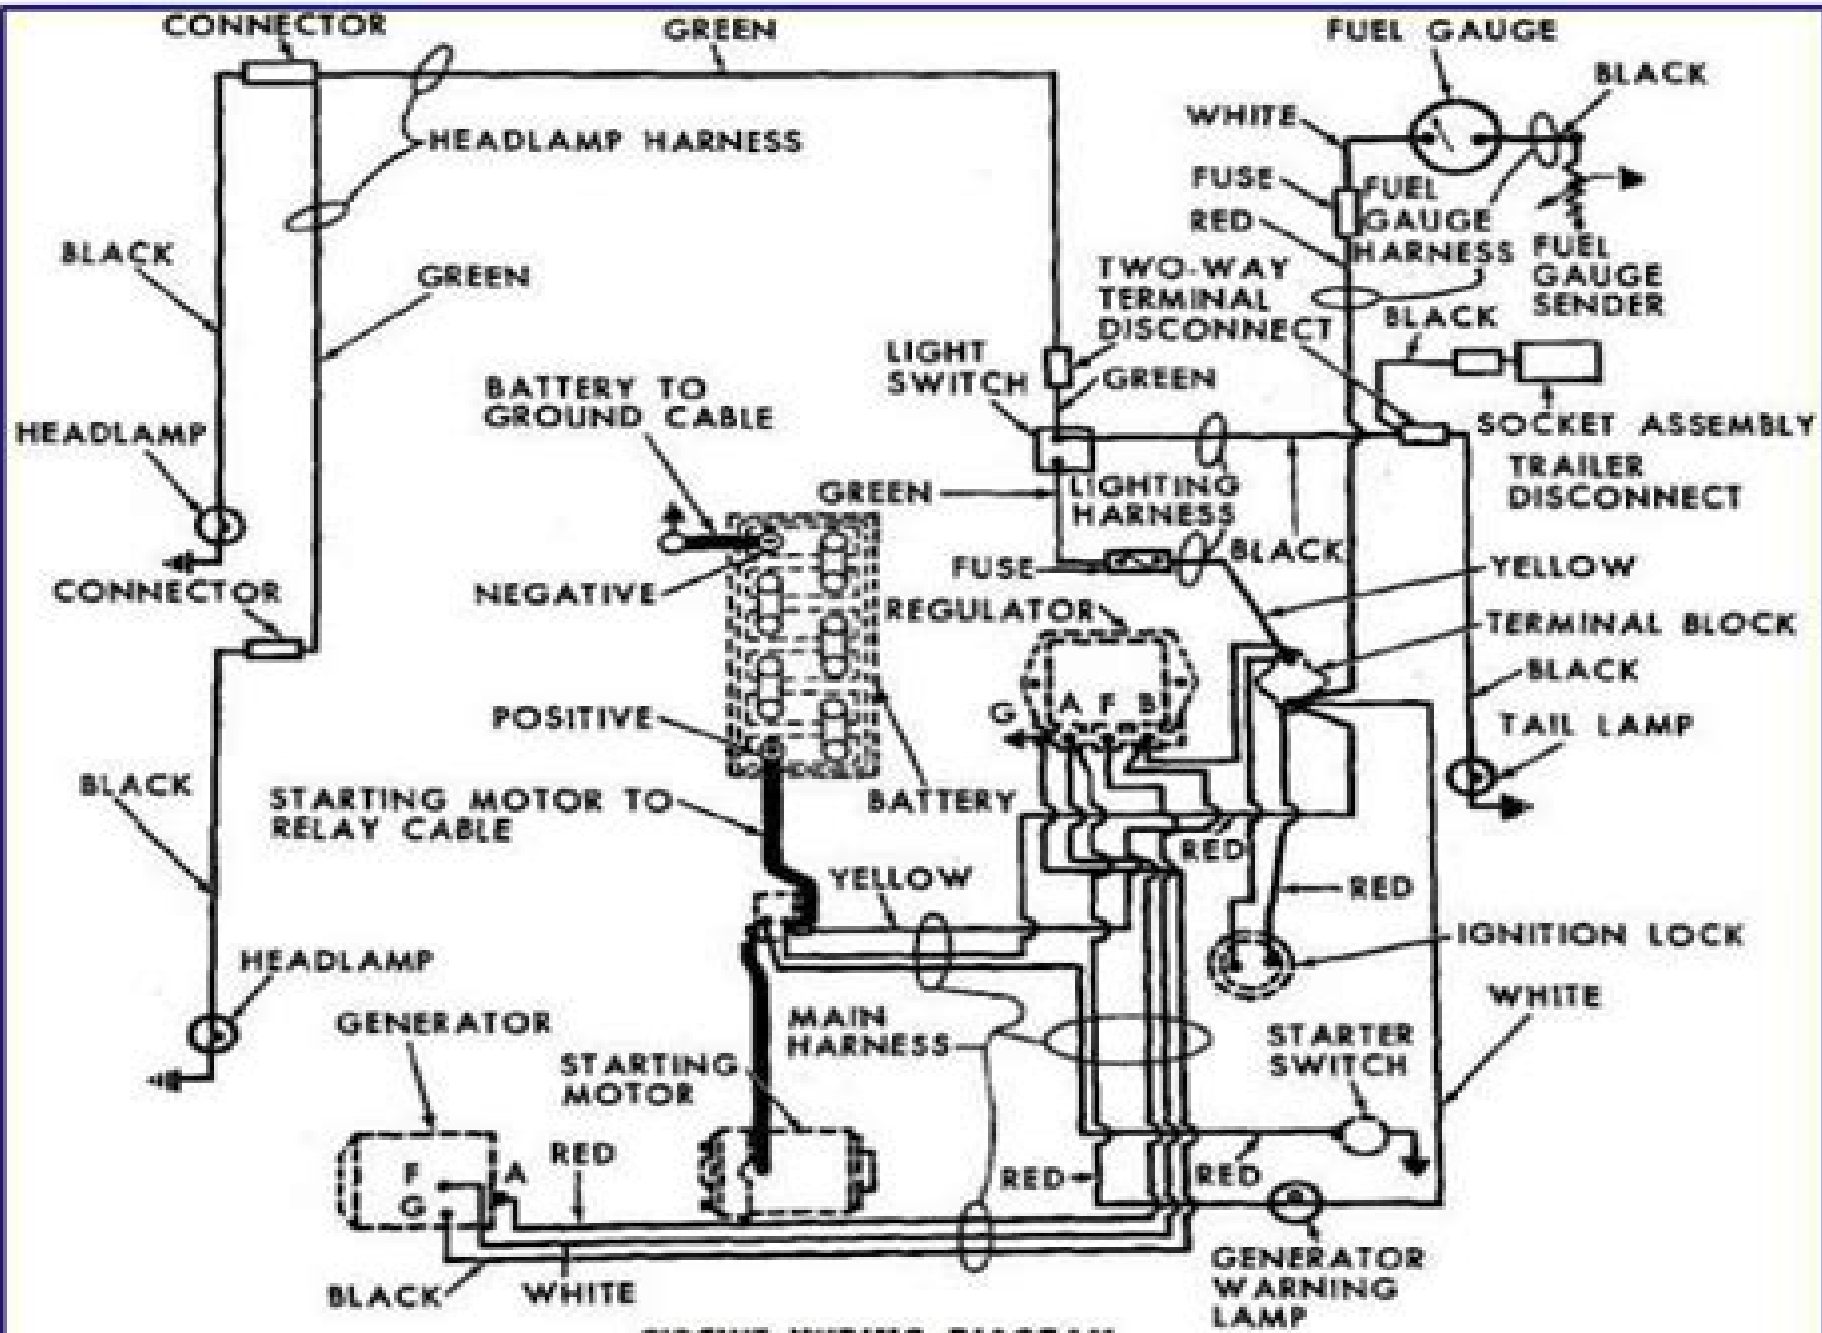 CONNECTOR
GREEN
FUEL GAUGE
BLACK
WHITE
HEADLAMP HARNESS
FUSE
FUEL
GAUGE
HARNESS
RED
FUEL
GAUGE
SENDER
BLACK
GREEN
TWO-WAY
TERMINAL
DISCONNECT
BLACK
LIGHT
SWITCH
GREEN
BATTERY TO
GROUND CABLE
HEADLAMP
SOCKET ASSEMBLY
TRAILER
DISCONNECT
GREEN
LIGHTING
HARNESS
BLACK
FUSE
YELLOW
CONNECTOR
NEGATIVE
REGULATOR
TERMINAL BLOCK
BLACK
POSITIVE
G A F B
TAIL LAMP
BLACK
STARTING MOTOR TO
RELAY CABLE
BATTERY
RED
YELLOW
RED
IGNITION LOCK
HEADLAMP
WHITE
GENERATOR
MAIN
HARNESS
STARTER
SWITCH
STARTING
MOTOR
F
A
G
RED
RED
RED
BLACK
WHITE
GENERATOR
WARNING
LAMP
CIRCUIT WIRING DIAGRAM